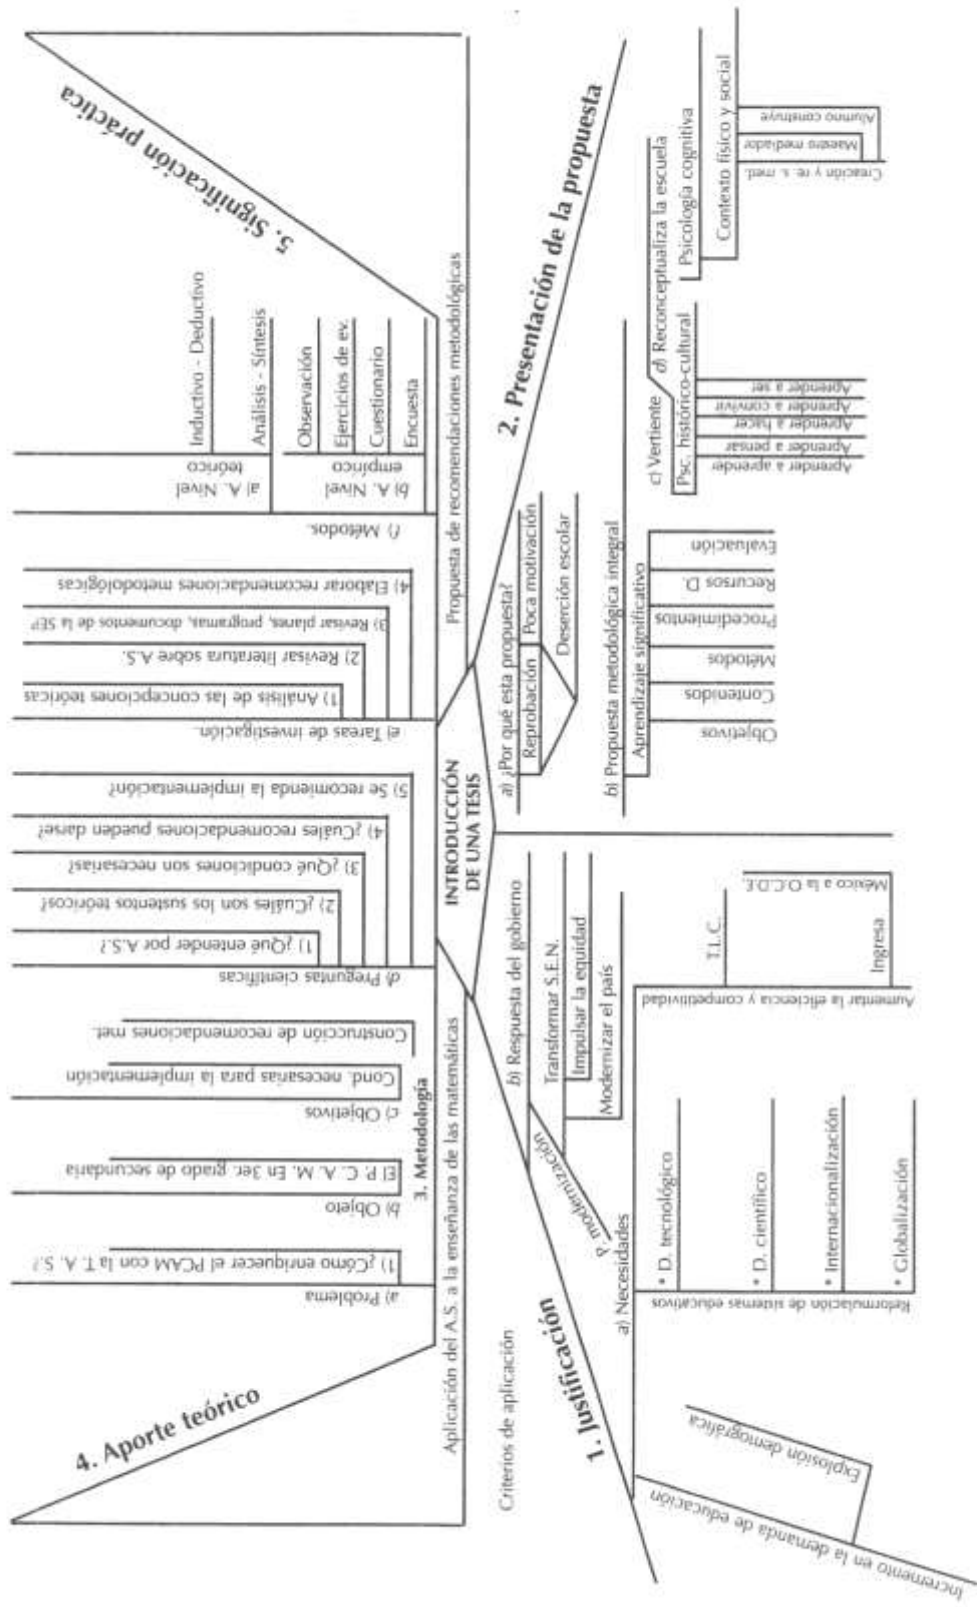 INTRODUCCIÓN
DE UNA TESIS
1. Justificación
a) Necesidades
Incremento en la demanda de educación
Explosión demográfica
Reformulación de sistemas educativos
* D. tecnológico
* D. científico
* Internacionalización
* Globalización
Aumentar la eficiencia y competitividad
T.L.C.
Ingresa
México a la O.C.D.E.
b) Respuesta del gobierno
modernización
Transformar S.E.N.
Impulsar la equidad
Modernizar el país
2. Presentación de la propuesta
a) ¿Por qué esta propuesta?
Reprobación
Poca motivación
Deserción escolar
b) Propuesta metodológica integral
Aprendizaje significativo
Objetivos
Contenidos
Métodos
Procedimientos
Recursos D.
Evaluación
c) Vertiente
Psc. histórico-cultural
Aprender a aprender
Aprender a pensar
Aprender a hacer
Aprender a convivir
Aprender a ser
d) Reconceptualiza la escuela
Psicología cognitiva
Contexto físico y social
Creación y re s. med.
Maestro mediador
Alumno construye
3. Metodología
a) Problema
1) ¿Cómo enriquecer el PCAM con la T. A. S.?
b) Objeto
El P. C. A. M. En 3er. grado de secundaria
c) Objetivos
Cond. necesarias para la implementación
Construcción de recomendaciones met.
d) Preguntas científicas
1) ¿Qué entender por A.S.?
2) ¿Cuáles son los sustentos teóricos?
3) ¿Qué condiciones son necesarias?
4) ¿Cuáles recomendaciones pueden darse?
5) Se recomienda la implementación?
e) Tareas de investigación.
1) Análisis de las concepciones teóricas
2) Revisar literatura sobre A.S.
3) Revisar planes, programas, documentos de la SEP
4) Elaborar recomendaciones metodológicas
f) Métodos.
a) A. Nivel
teórico
Inductivo - Deductivo
Análisis - Síntesis
b) A. Nivel
empírico
Observación
Ejercicios de ev.
Cuestionario
Encuesta
4. Aporte teórico
Aplicación del A.S. a la enseñanza de las matemáticas
Criterios de aplicación
5. Significación práctica
Propuesta de recomendaciones metodológicas